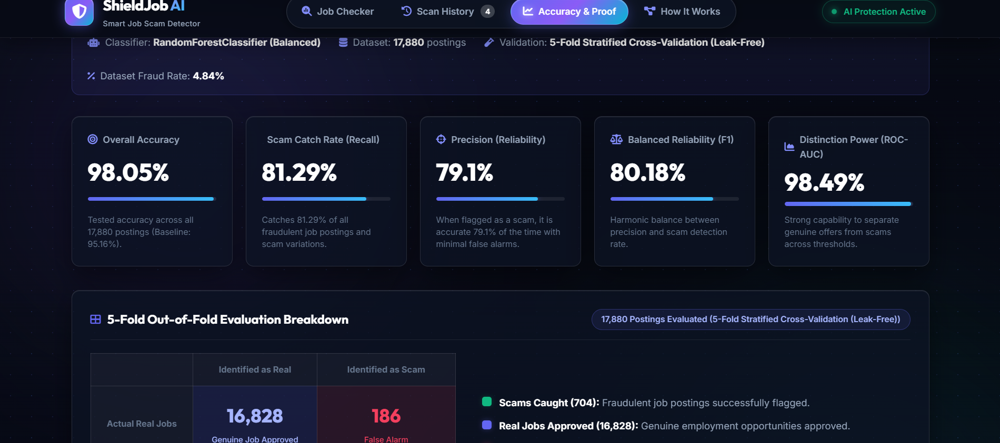 ShieldJob AI
Smart Job Scam Detector
Job Checker
Scan History 4
Accuracy & Proof
How It Works
AI Protection Active
Classifier: RandomForestClassifier (Balanced)
Dataset: 17,880 postings
Validation: 5-Fold Stratified Cross-Validation (Leak-Free)
Dataset Fraud Rate: 4.84%
Overall Accuracy
98.05%
Tested accuracy across all
17,880 postings (Baseline:
95.16%).
Scam Catch Rate (Recall)
81.29%
Catches 81.29% of all
fraudulent job postings and
scam variations.
Precision (Reliability)
79.1%
When flagged as a scam, it is
accurate 79.1% of the time with
minimal false alarms.
Balanced Reliability (F1)
80.18%
Harmonic balance between
precision and scam detection
rate.
Distinction Power (ROC-
AUC)
98.49%
Strong capability to separate
genuine offers from scams
across thresholds.
5-Fold Out-of-Fold Evaluation Breakdown
17,880 Postings Evaluated (5-Fold Stratified Cross-Validation (Leak-Free))
Identified as Real
Identified as Scam
Actual Real Jobs
16,828
Genuine Job Approved
186
False Alarm
Scams Caught (704): Fraudulent job postings successfully flagged.
Real Jobs Approved (16,828): Genuine employment opportunities approved.